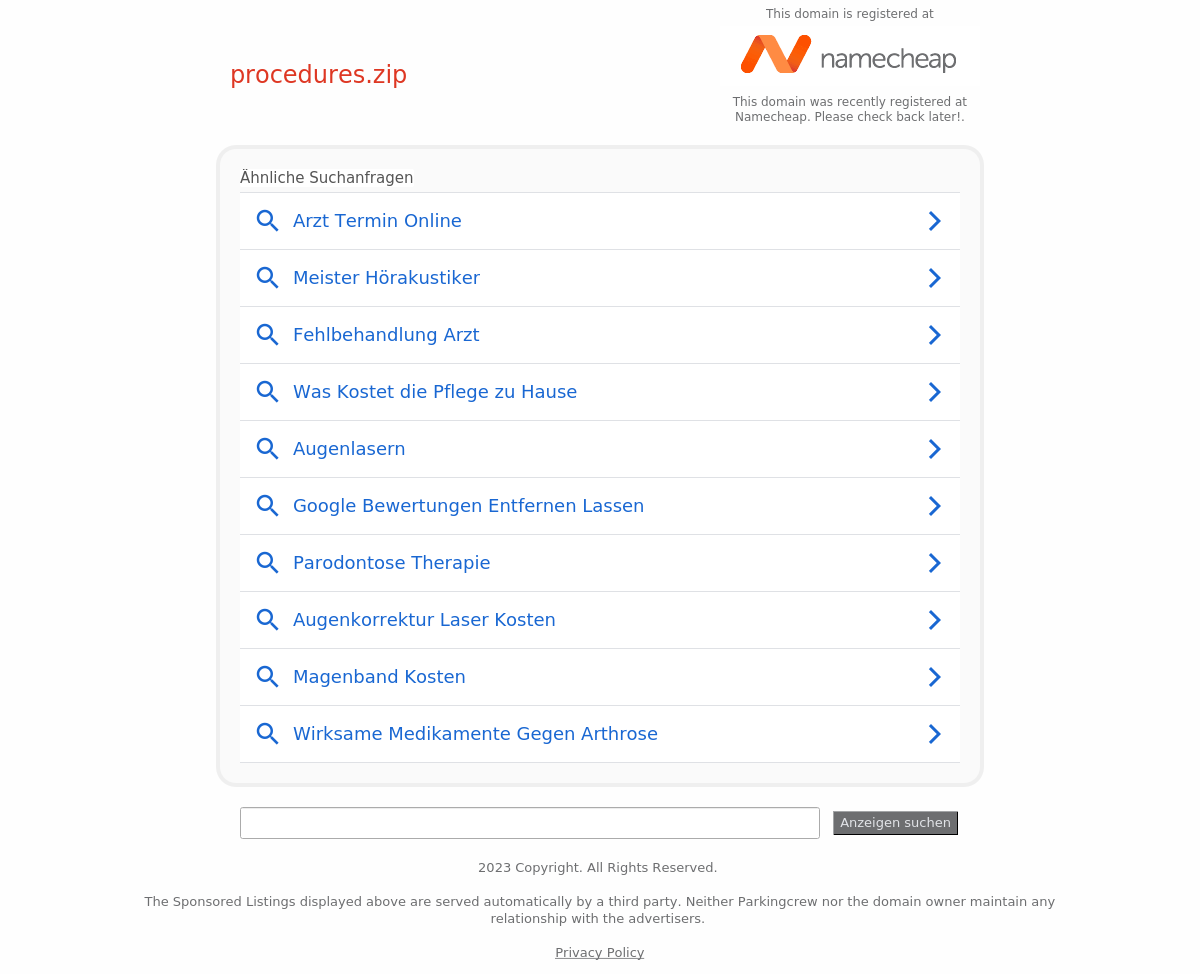 This domain is registered at
namecheap
procedures.zip
This domain was recently registered at
Namecheap. Please check back later!.
Ähnliche Suchanfragen
Arzt Termin Online
Meister Hörakustiker
Fehlbehandlung Arzt
Was Kostet die Pflege zu Hause
Augenlasern
Google Bewertungen Entfernen Lassen
Parodontose Therapie
Augenkorrektur Laser Kosten
Magenband Kosten
Wirksame Medikamente Gegen Arthrose
Anzeigen suchen
2023 Copyright. All Rights Reserved.
The Sponsored Listings displayed above are served automatically by a third party. Neither Parkingcrew nor the domain owner maintain any
relationship with the advertisers.
Privacy Policy